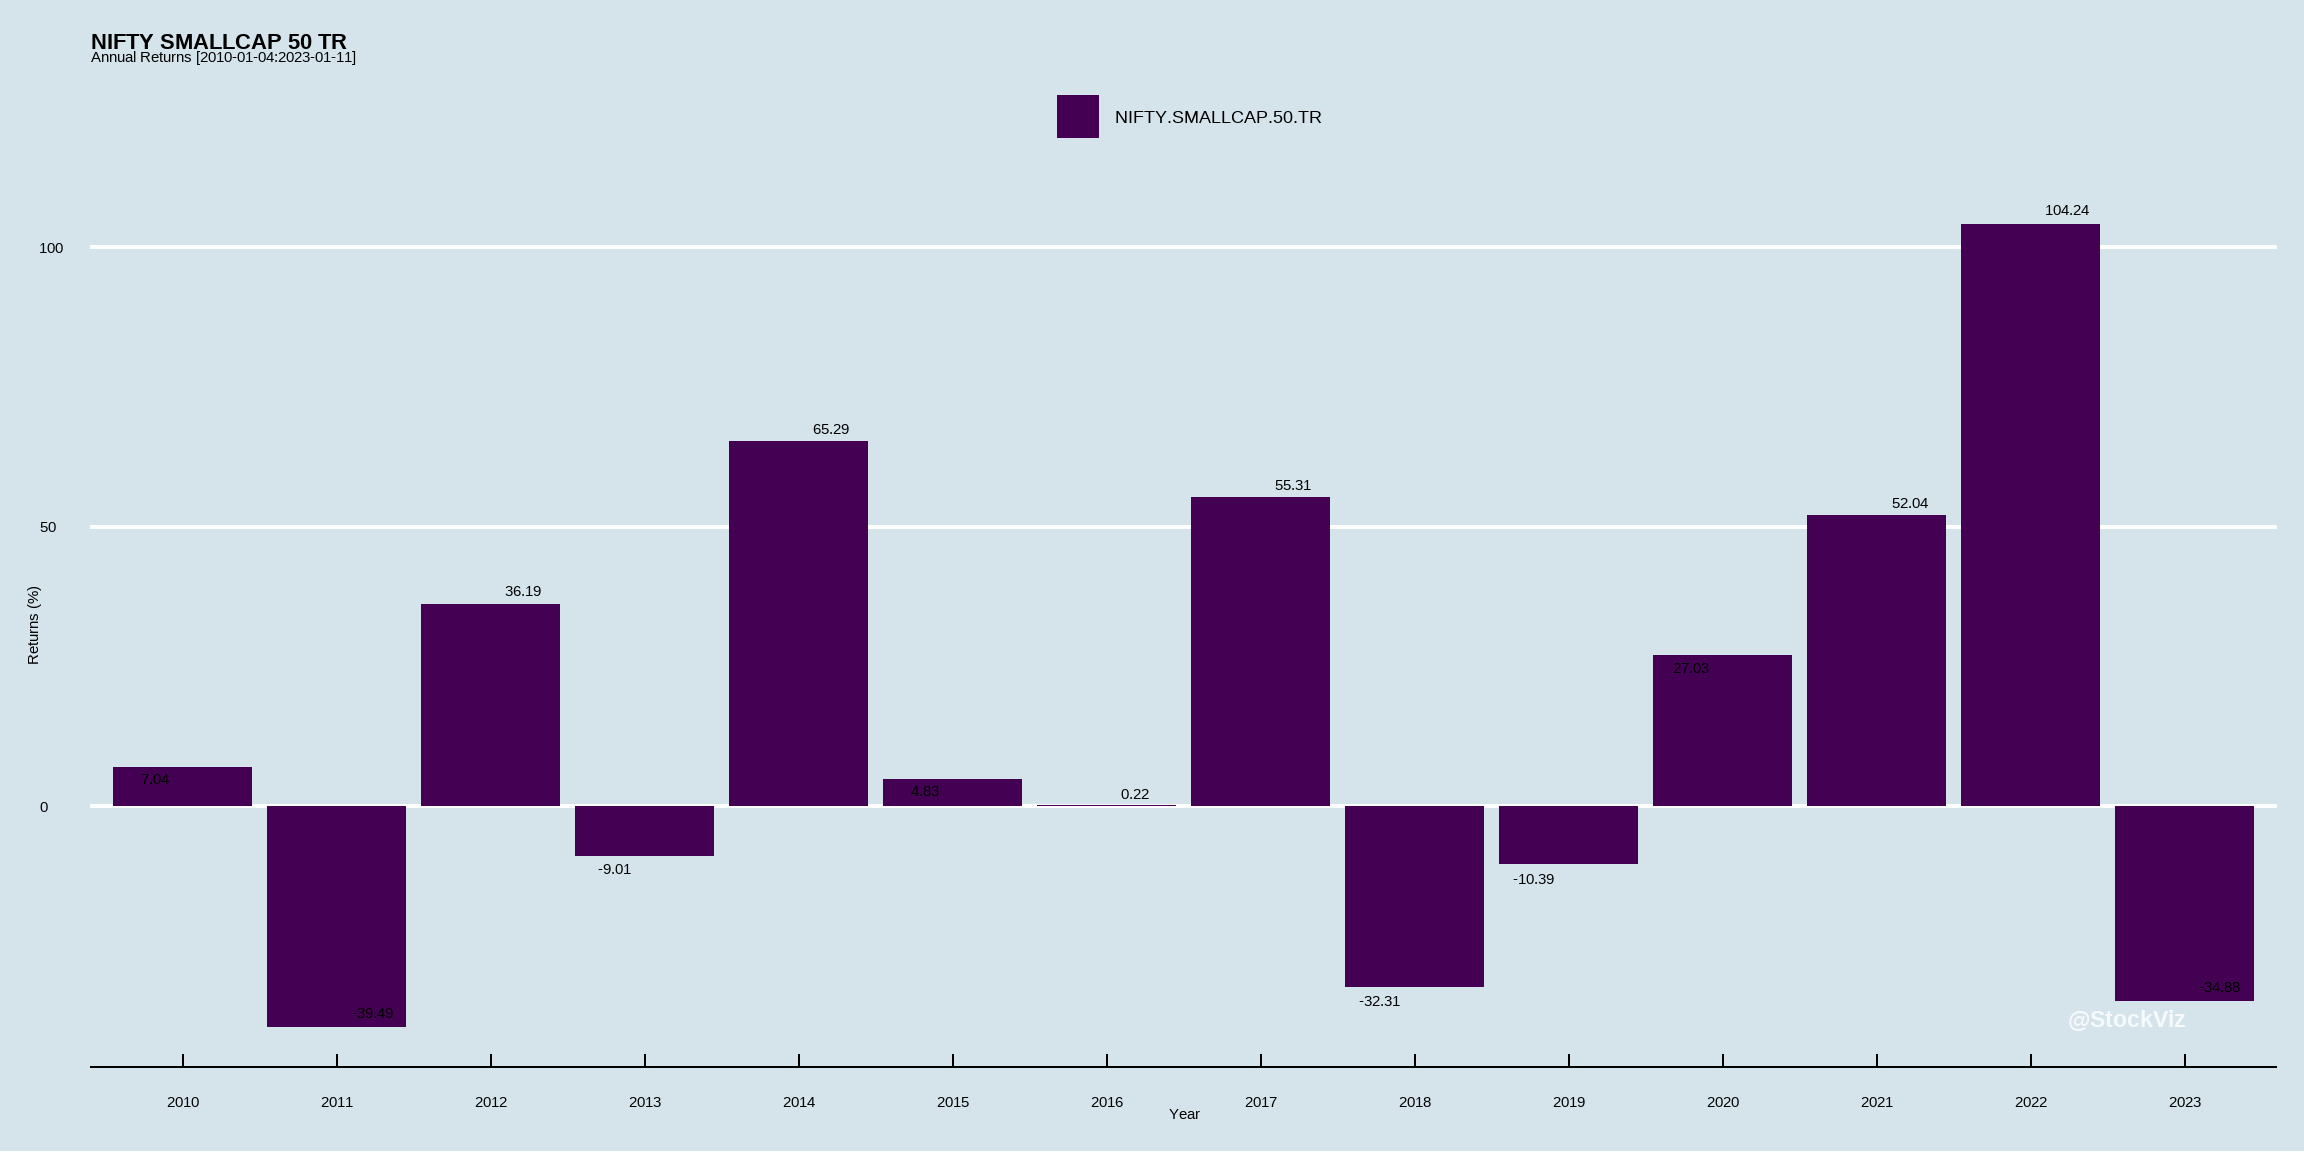 NIFTY SMALLCAP 50 TR
Annual Returns [2010-01-04:2023-01-11]
NIFTY.SMALLCAP.50.TR
104.24
100
65.29
55.31
52.04
50
36.19
27.03
Returns (%)
7.04
4.83
0.22
0
-9.01
-10.39
-34.88
-32.31
-39.49
@StockViz
2010 2011 2012 2013 2014 2015 2016 2017 2018 2019 2020 2021 2022 2023
Year